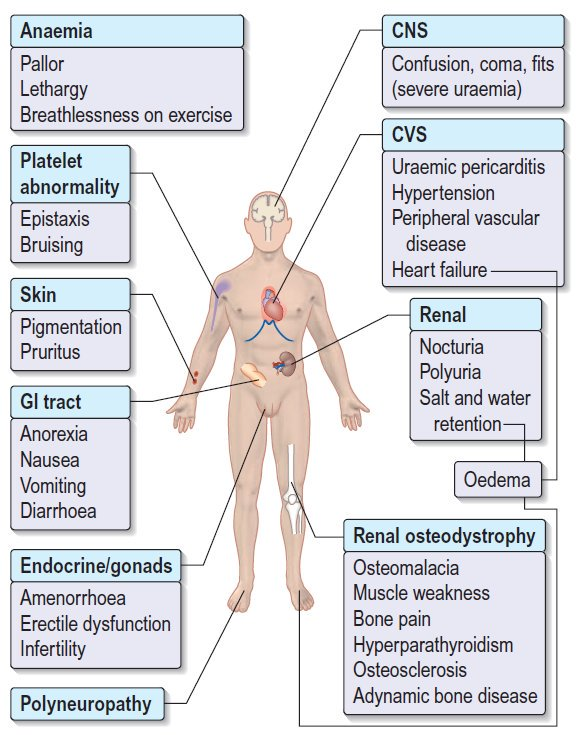 Anaemia
Pallor
Lethargy
Breathlessness on exercise
Platelet
abnormality
Epistaxis
Bruising
Skin
Pigmentation
Pruritus
GI tract
Anorexia
Nausea
Vomiting
Diarrhoea
Endocrine/gonads
Amenorrhoea
Erectile dysfunction
Infertility
Polyneuropathy
CNS
Confusion, coma, fits
(severe uraemia)
CVS
Uraemic pericarditis
Hypertension
Peripheral vascular
disease
Heart failure
Renal
Nocturia
Polyuria
Salt and water
retention
Oedema
Renal osteodystrophy
Osteomalacia
Muscle weakness
Bone pain
Hyperparathyroidism
Osteosclerosis
Adynamic bone disease